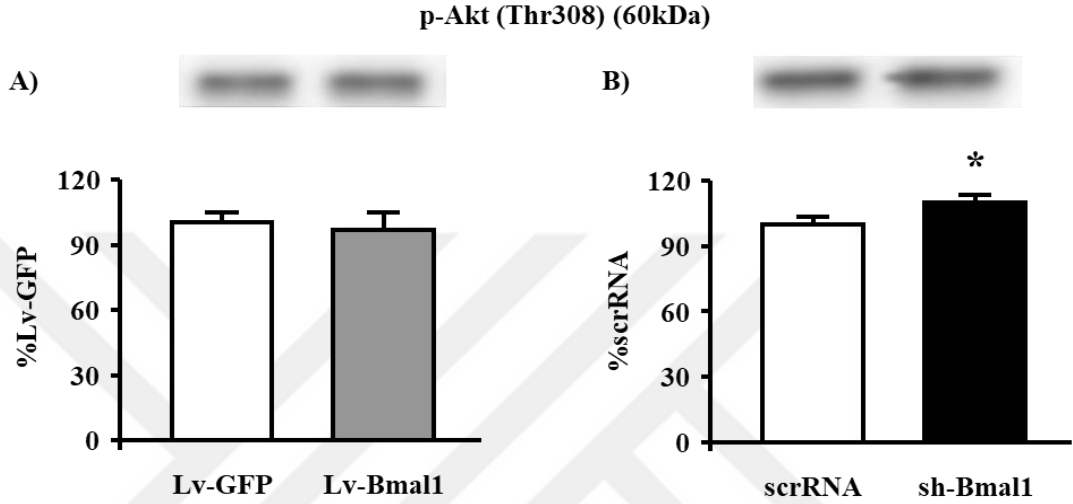 p-Akt (Thr308) (60kDa)
A)
B)
%Lv-GFP
120
90
60
30
0
Lv-GFP Lv-Bmal1
*
%scrRNA
120
90
60
30
0
scrRNA sh-Bmal1